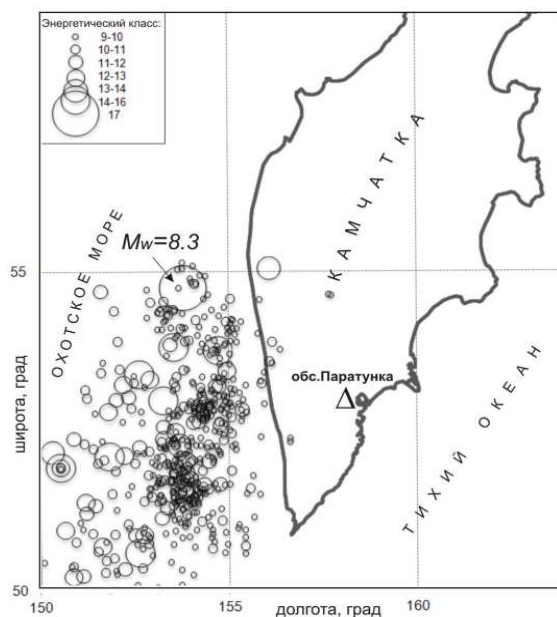 Энергетический класс:
9-10
10-11
11-12
12-13
13-14
14-16
17
ОХОТСКОЕ МОРЕ
Mw=8.3
КАМЧАТКА
55
обс.Паратунка
ТИХИЙ ОКЕАН
широта, град
50
150
155
160
долгота, град